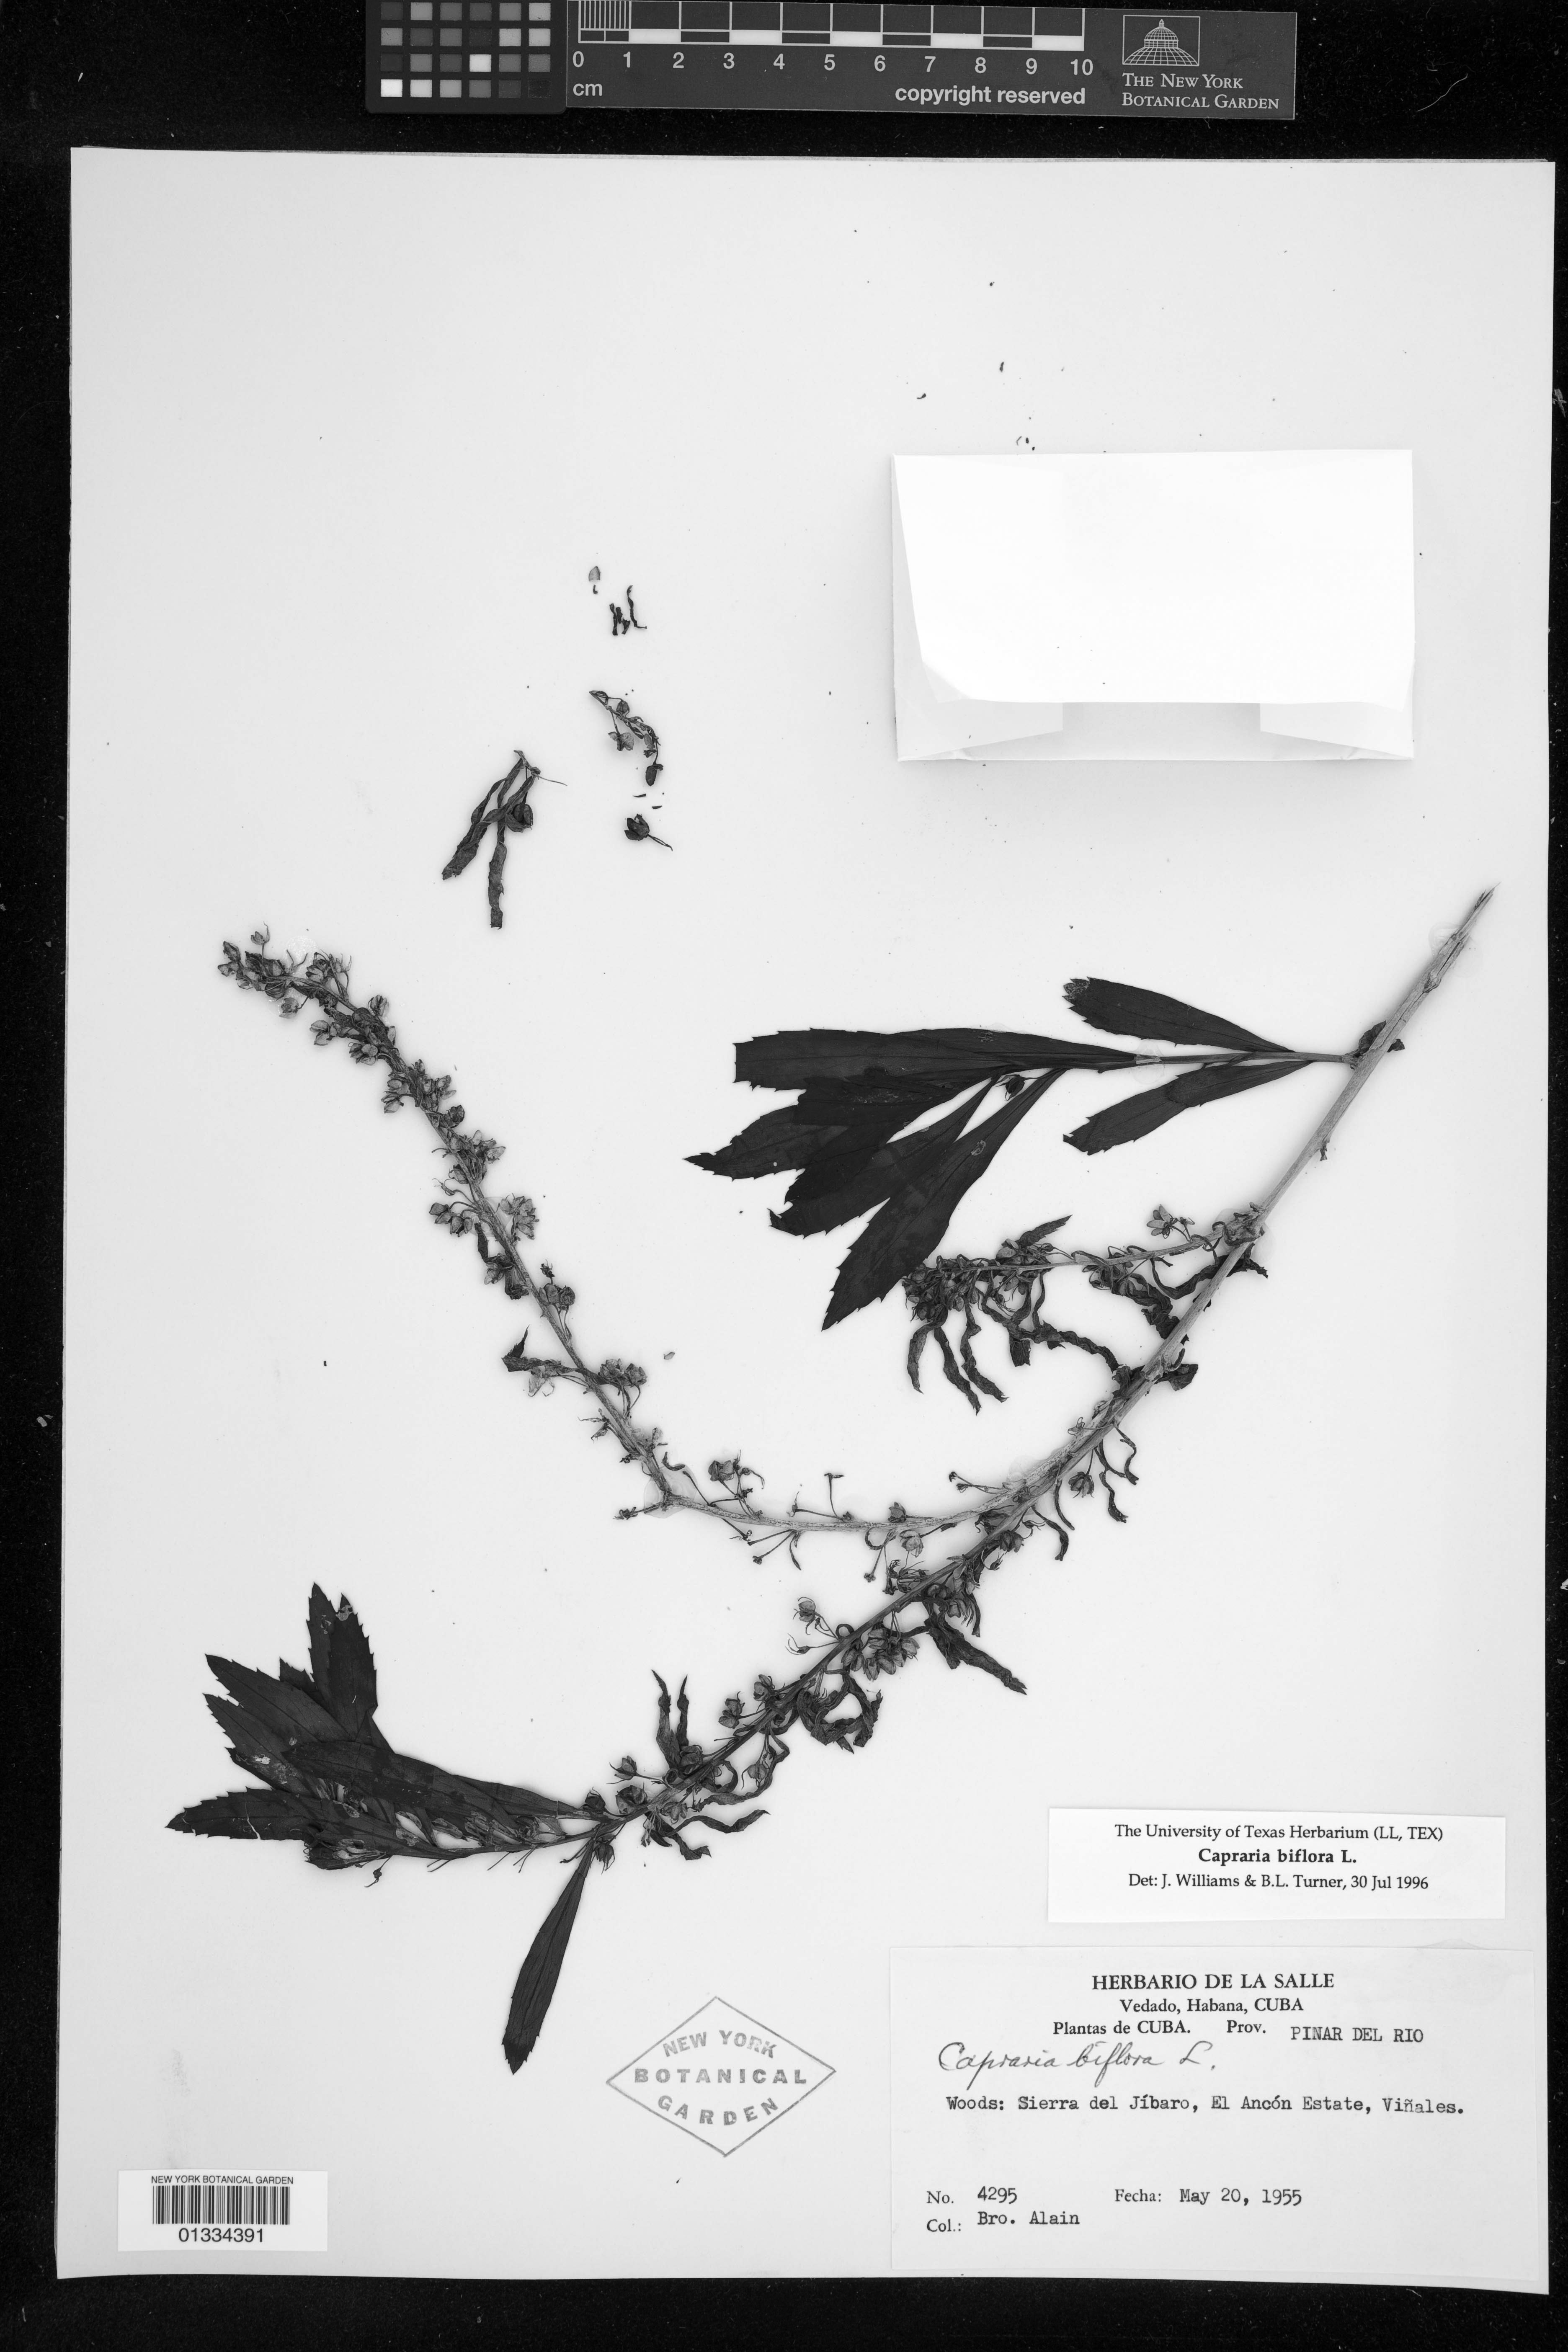 0 1 2 3 4 5 6 7 8 9 10
cm
copyright reserved
THE NEW YORK
BOTANICAL GARDEN
The University of Texas Herbarium (LL, TEX)
Capraria biflora L.
Det: J. Williams & B.L. Turner, 30 Jul 1996
HERBARIO DE LA SALLE
Vedado, Habana, CUBA
Plantas de CUBA. Prov. PINAR DEL RIO
Capraria biflora L.
Woods: Sierra del Jíbaro, El Ancón Estate, Viñales.
No. 4295 Fecha: May 20, 1955
Col.: Bro. Alain
NEW YORK
BOTANICAL
GARDEN
NEW YORK BOTANICAL GARDEN
01334391